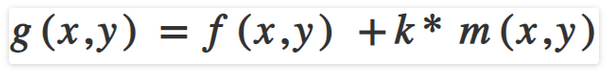 g(x,y) = f(x,y) +k* m(x,y)